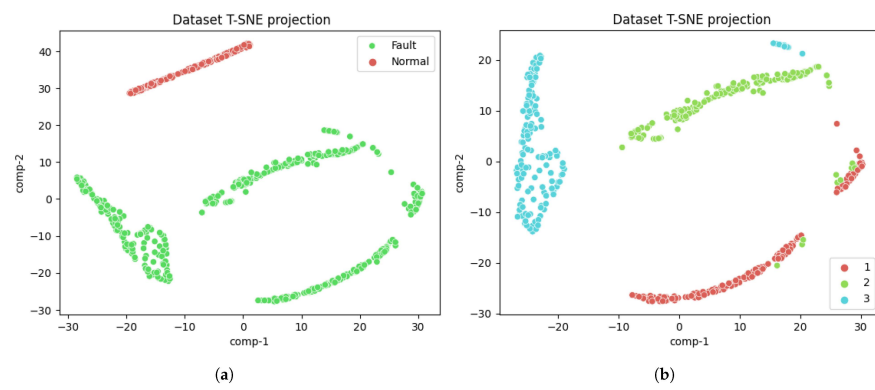 Dataset T-SNE projection
Fault
Normal
comp-2
40
30
20
10
0
−10
−20
−30
−30 −20 −10 0 10 20 30
comp-1
(a)
Dataset T-SNE projection
comp-2
20
10
0
−10
−20
−30
1
2
3
−20 −10 0 10 20 30
comp-1
(b)